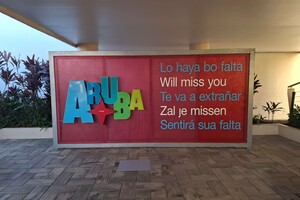 ARUBA
Lo haya bo falta
Will miss you
Te va a extrañar
Zal je missen
Sentirá sua falta